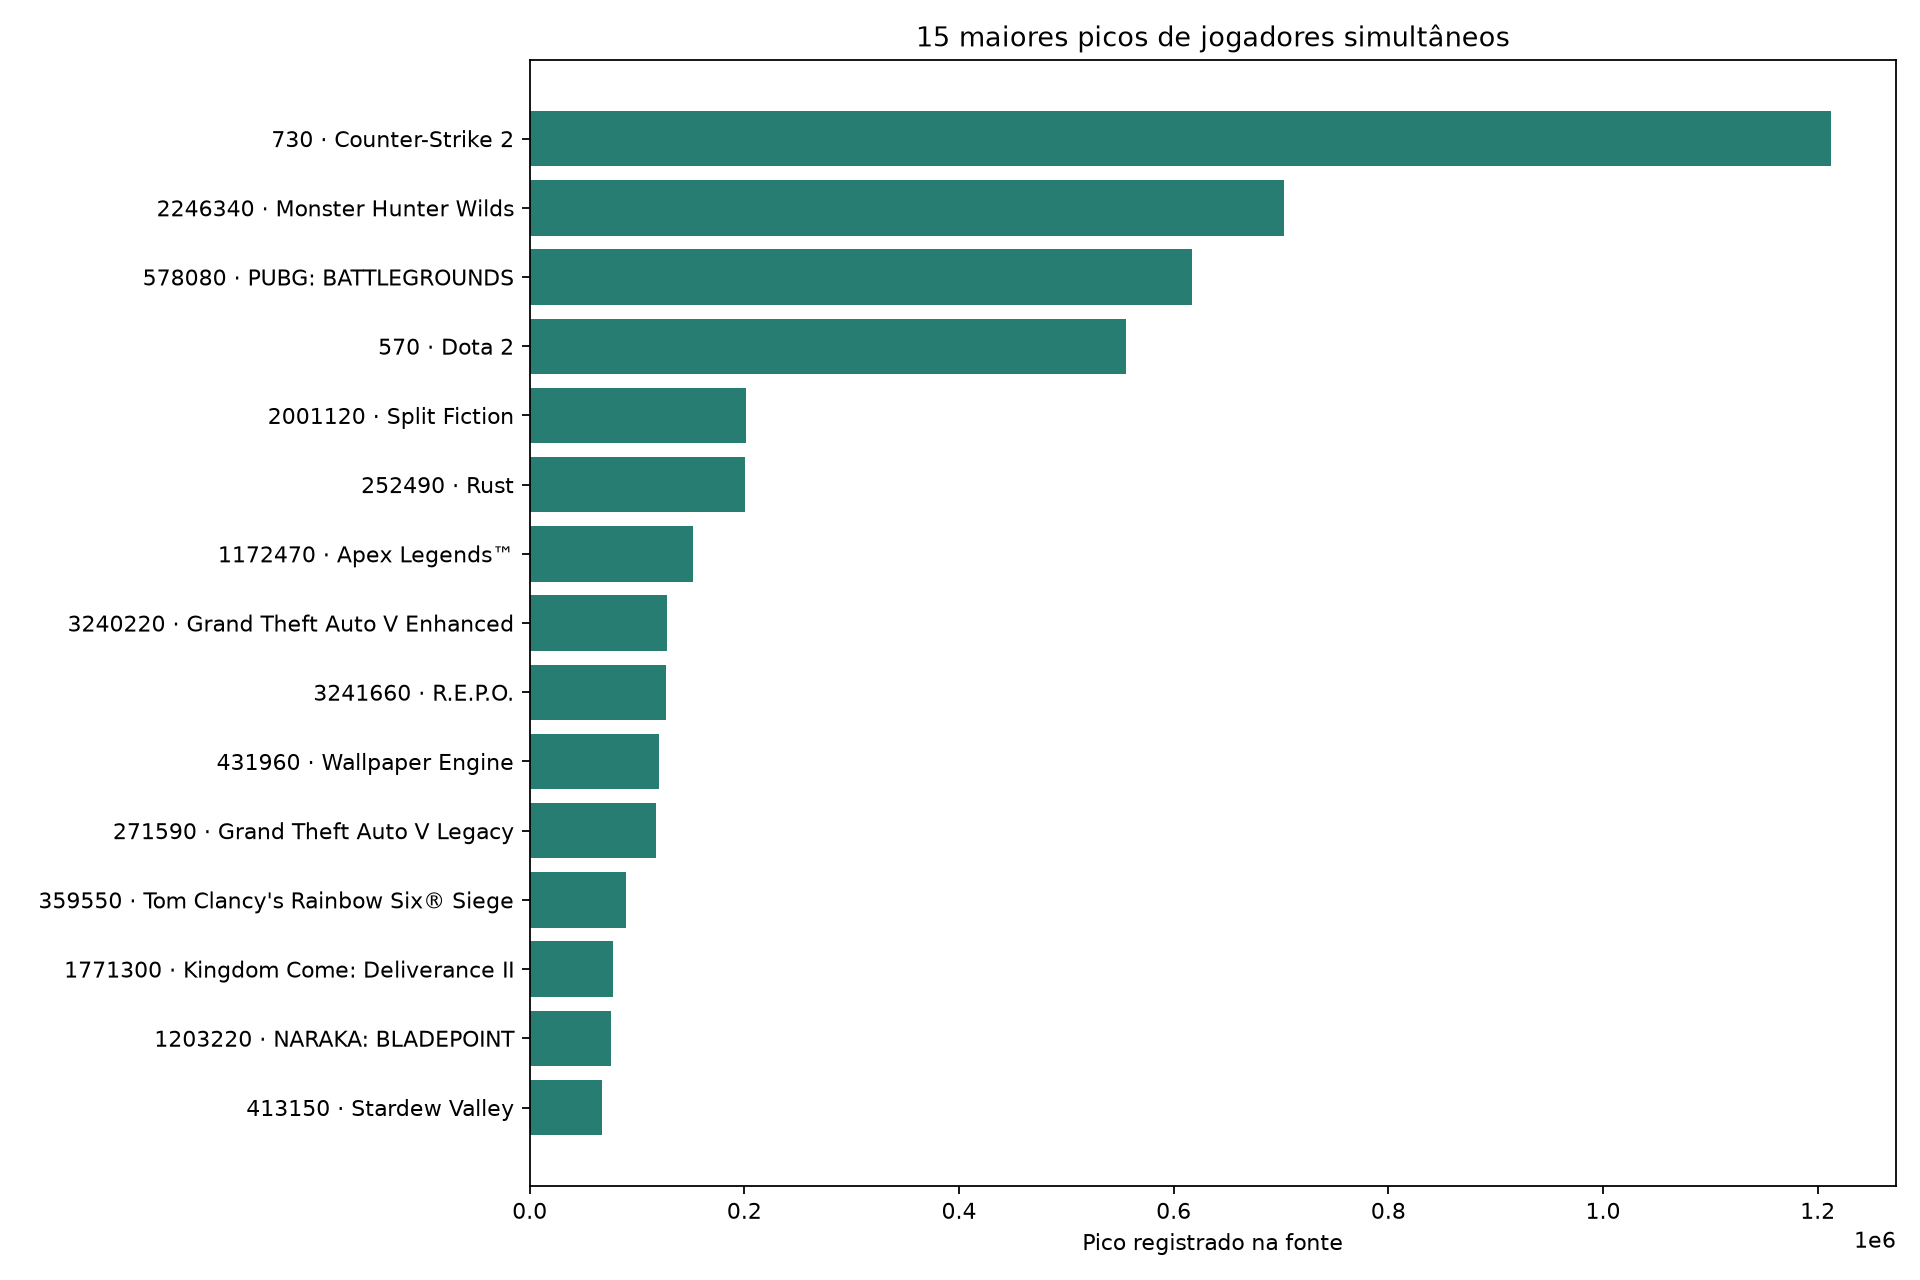 15 maiores picos de jogadores simultâneos
730 · Counter-Strike 2
2246340 · Monster Hunter Wilds
578080 · PUBG: BATTLEGROUNDS
570 · Dota 2
2001120 · Split Fiction
252490 · Rust
1172470 · Apex Legends™
3240220 · Grand Theft Auto V Enhanced
3241660 · R.E.P.O.
431960 · Wallpaper Engine
271590 · Grand Theft Auto V Legacy
359550 · Tom Clancy's Rainbow Six® Siege
1771300 · Kingdom Come: Deliverance II
1203220 · NARAKA: BLADEPOINT
413150 · Stardew Valley
0.0 0.2 0.4 0.6 0.8 1.0 1.2
1e6
Pico registrado na fonte